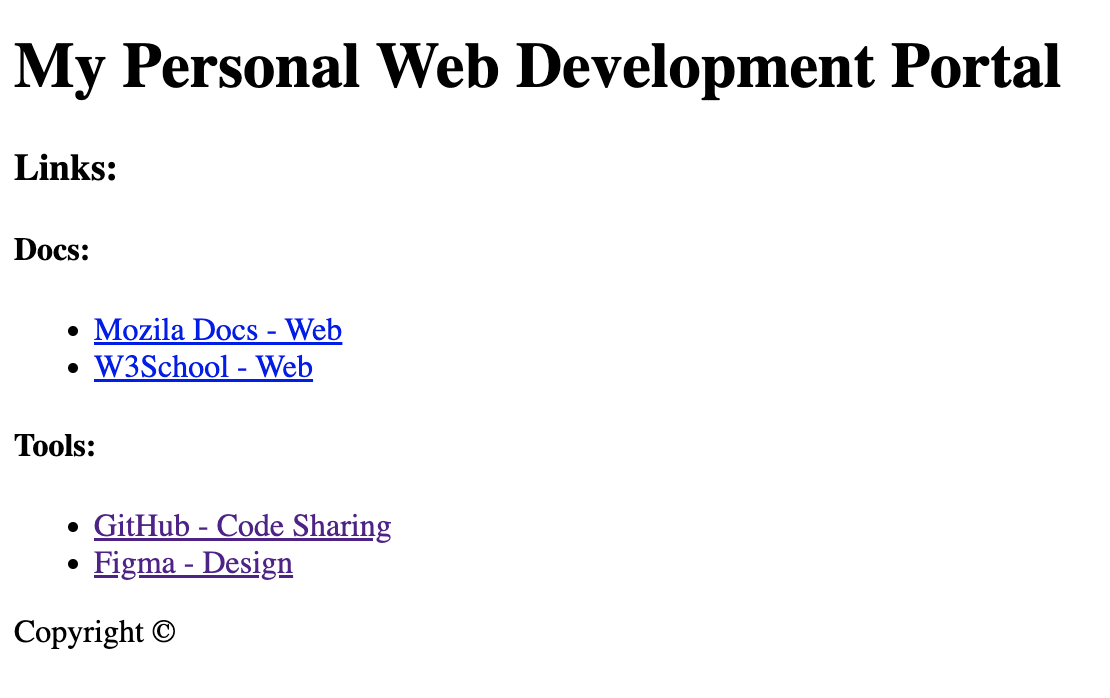 My Personal Web Development Portal
Links:
Docs:
Mozila Docs - Web
W3School - Web
Tools:
GitHub - Code Sharing
Figma - Design
Copyright ©